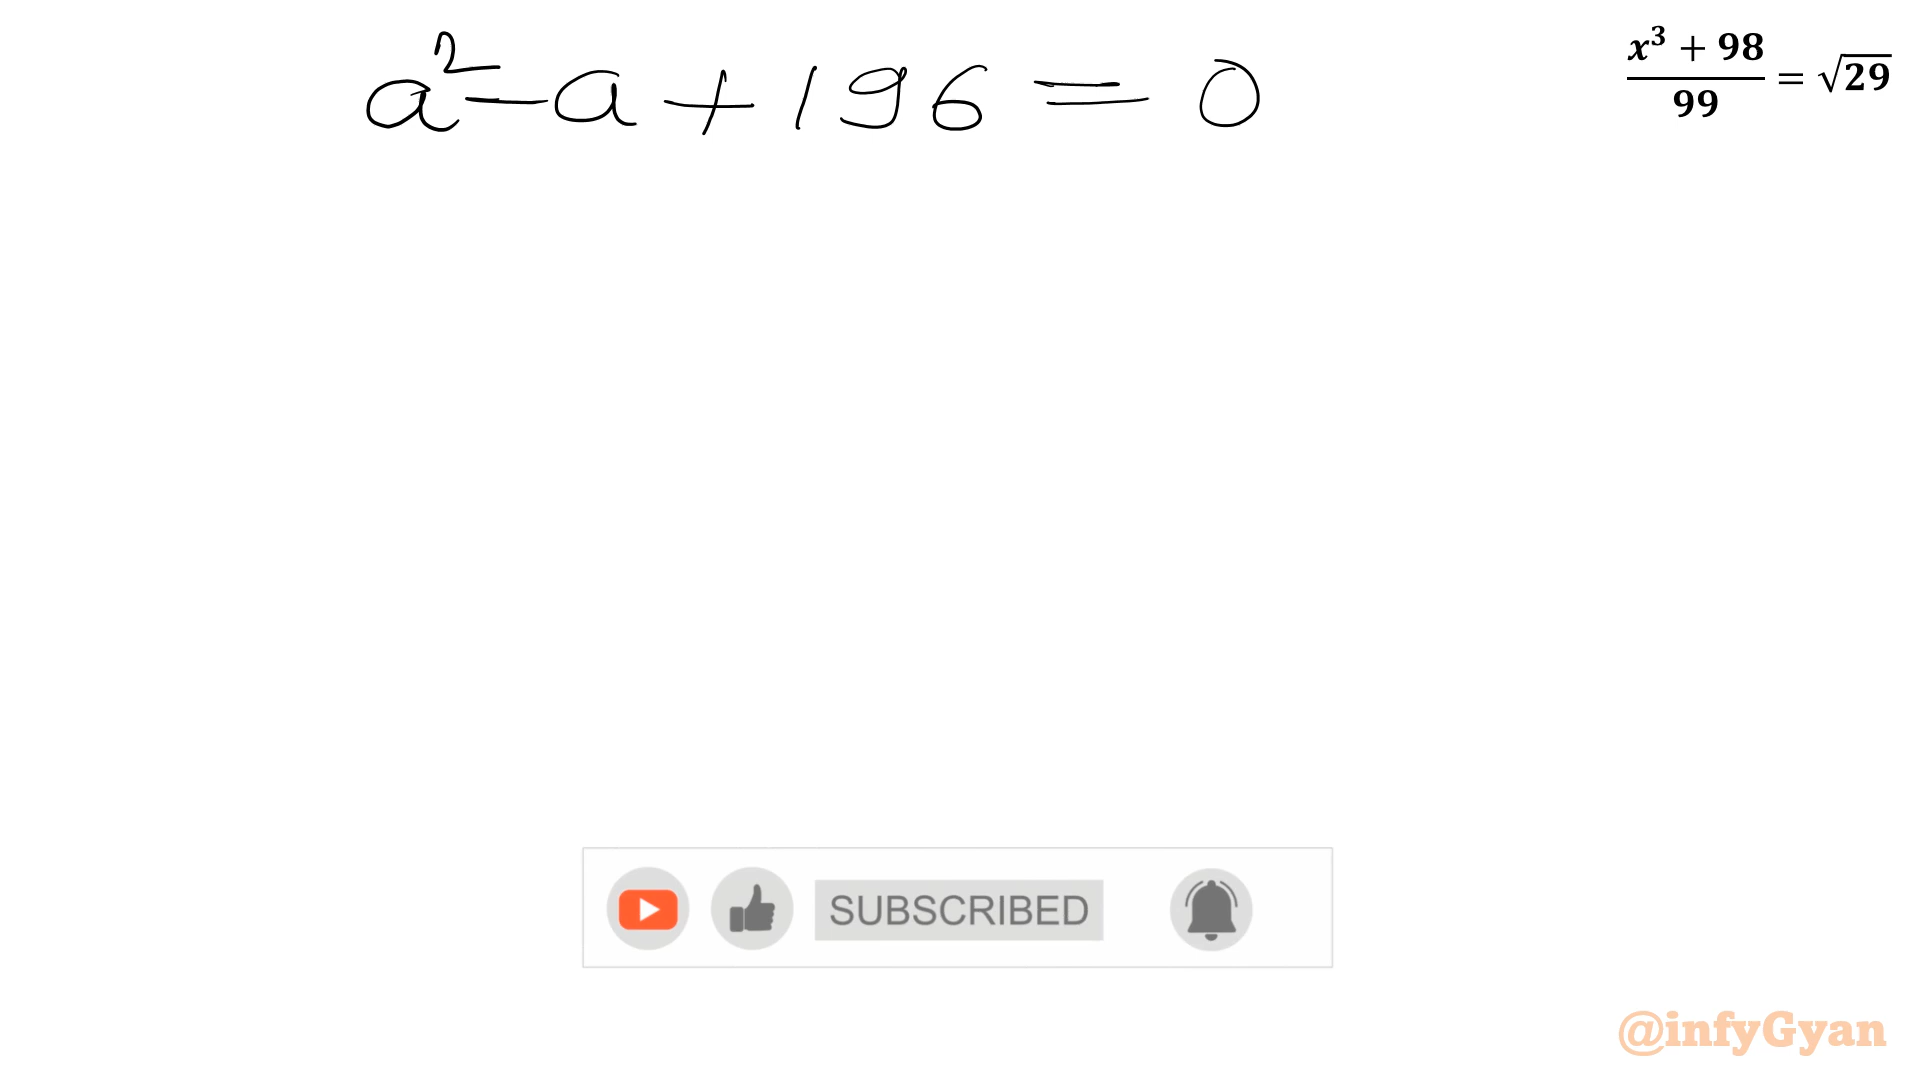 a² - a + 196 = 0
(x³ + 98)/99 = √29
SUBSCRIBED
@infyGyan